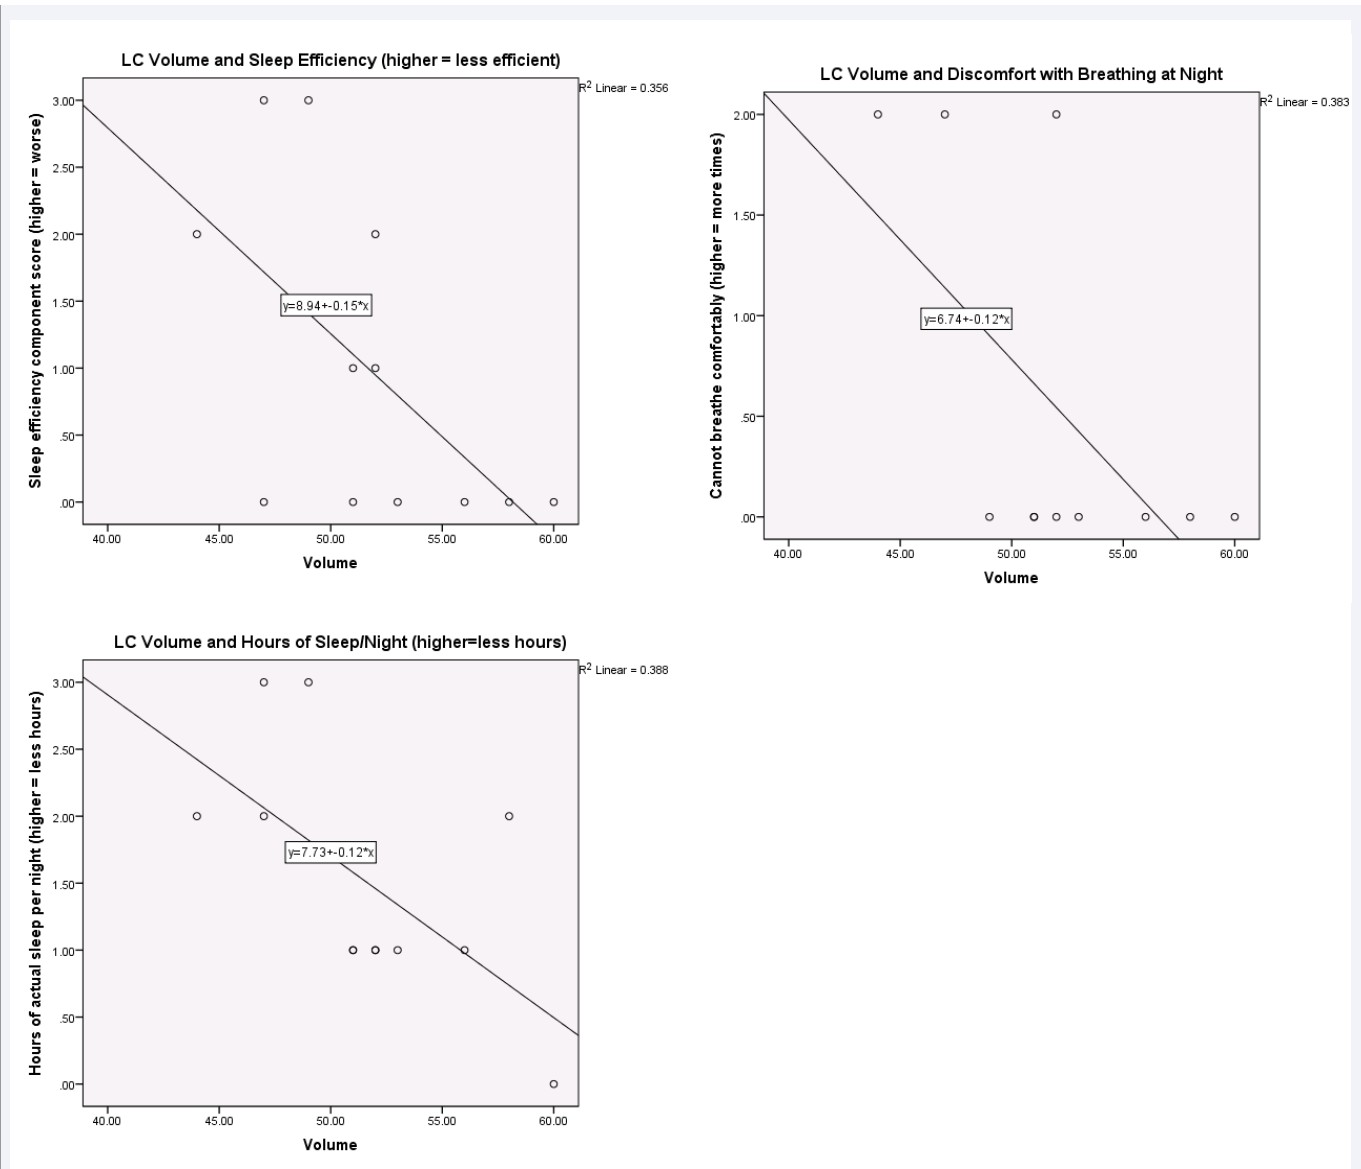 LC Volume and Sleep Efficiency (higher = less efficient)
R² Linear = 0.356
Sleep efficiency component score (higher = worse)
3.00
2.50
2.00
1.50
1.00
.50
.00
y=8.94+-0.15*x
40.00 45.00 50.00 55.00 60.00
Volume
LC Volume and Discomfort with Breathing at Night
R² Linear = 0.383
Cannot breathe comfortably (higher = more times)
2.00
1.50
1.00
.50
.00
y=6.74+-0.12*x
40.00 45.00 50.00 55.00 60.00
Volume
LC Volume and Hours of Sleep/Night (higher=less hours)
R² Linear = 0.388
Hours of actual sleep per night (higher = less hours)
3.00
2.50
2.00
1.50
1.00
.50
.00
y=7.73+-0.12*x
40.00 45.00 50.00 55.00 60.00
Volume